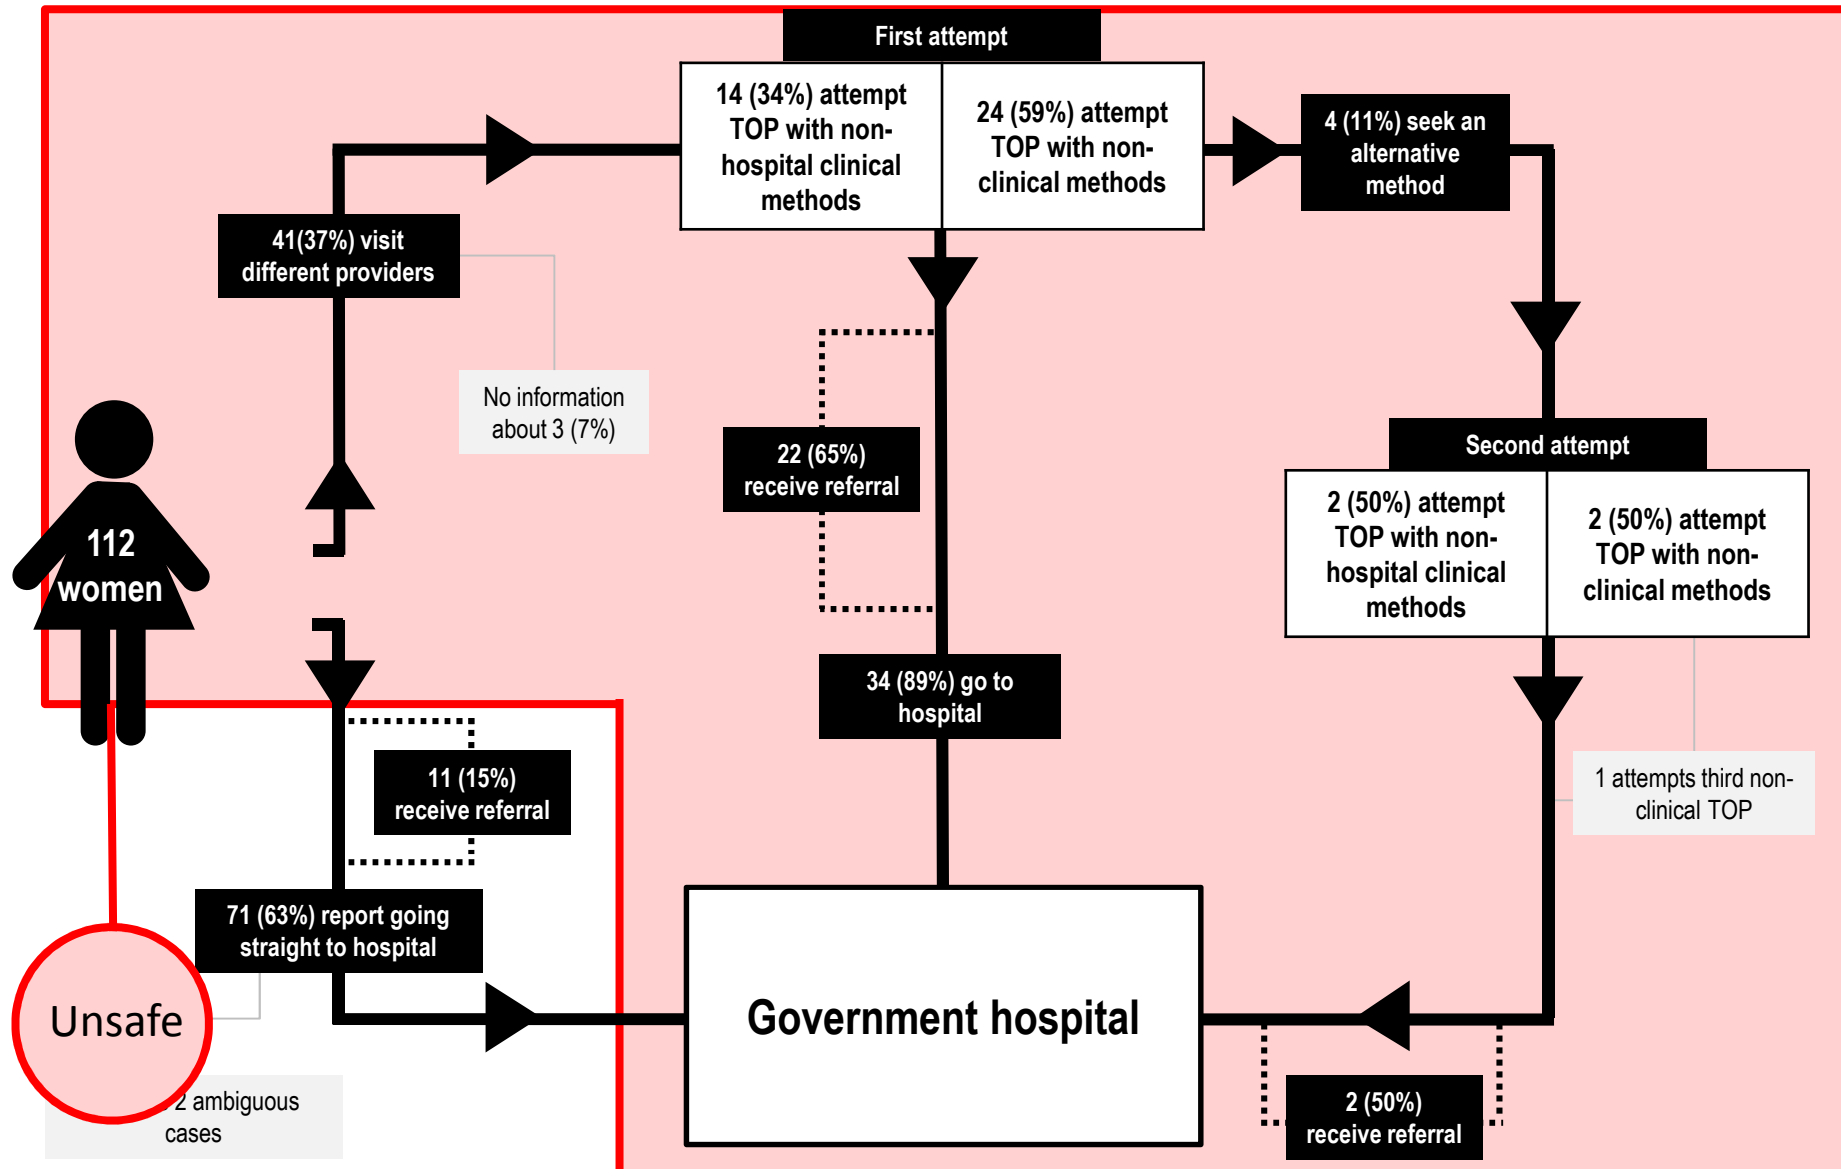 First attempt
14 (34%) attempt
TOP with non-
hospital clinical
methods
24 (59%) attempt
TOP with non-
clinical methods
4 (11%) seek an
alternative
method
41(37%) visit
different providers
No information
about 3 (7%)
22 (65%)
receive referral
Second attempt
2 (50%) attempt
TOP with non-
hospital clinical
methods
2 (50%) attempt
TOP with non-
clinical methods
112
women
34 (89%) go to
hospital
11 (15%)
receive referral
1 attempts third non-
clinical TOP
71 (63%) report going
straight to hospital
Unsafe
Government hospital
2 ambiguous
cases
2 (50%)
receive referral